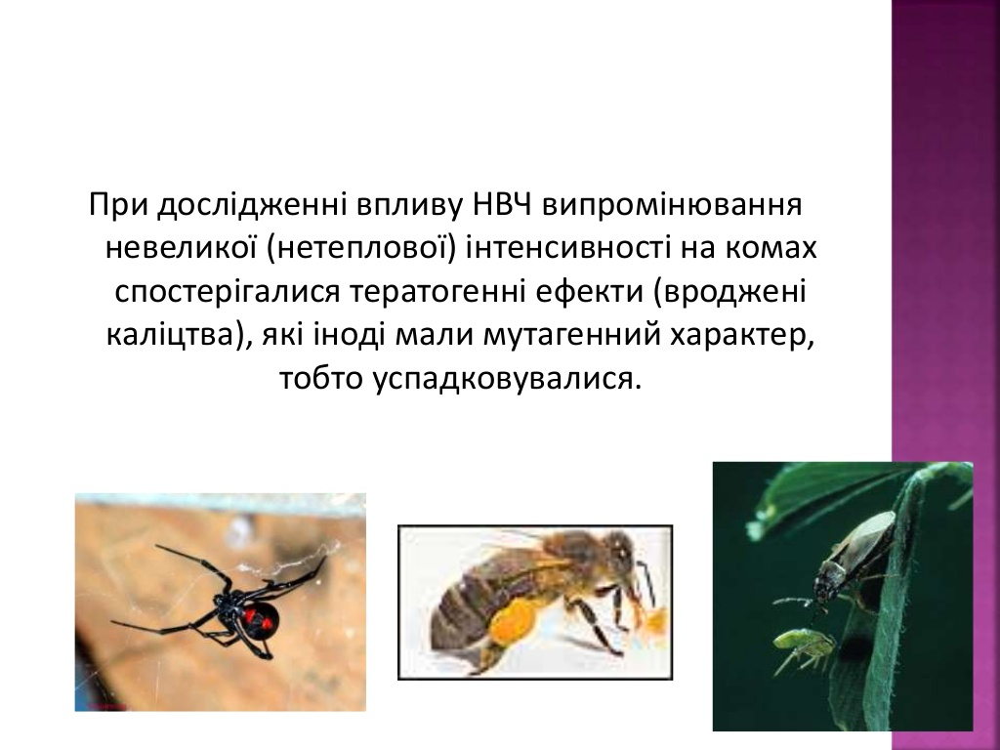 При дослідженні впливу НВЧ випромінювання
невеликої (нетеплової) інтенсивності на комах
спостерігалися тератогенні ефекти (вроджені
каліцтва), які іноді мали мутагенний характер,
тобто успадковувалися.